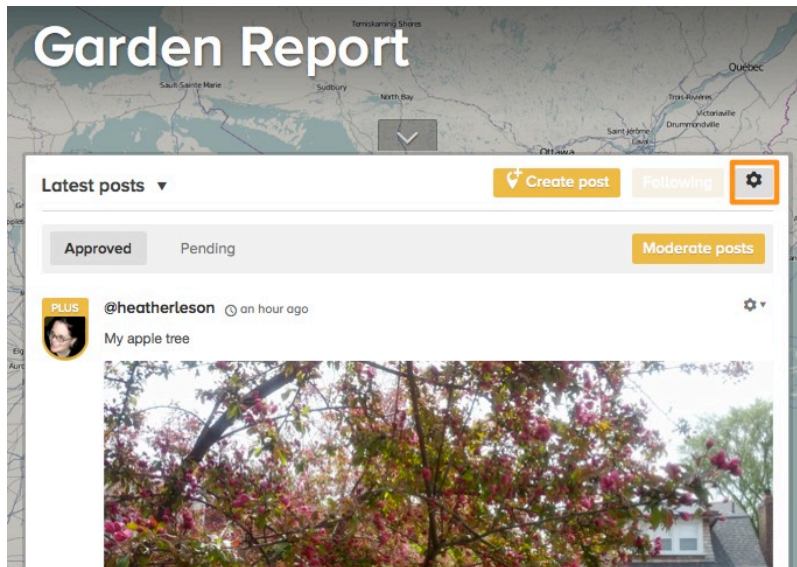 Temiskaming Shores
Garden Report
Québec
Sault Sainte Marie
Sudbury
North Bay
Trois-Rivières
Victoriaville
Drummondville
Saint-Jérôme
Laval
Ottawa
Latest posts
Create post
Following
Approved
Pending
Moderate posts
PLUS
@heatherleson
an hour ago
My apple tree